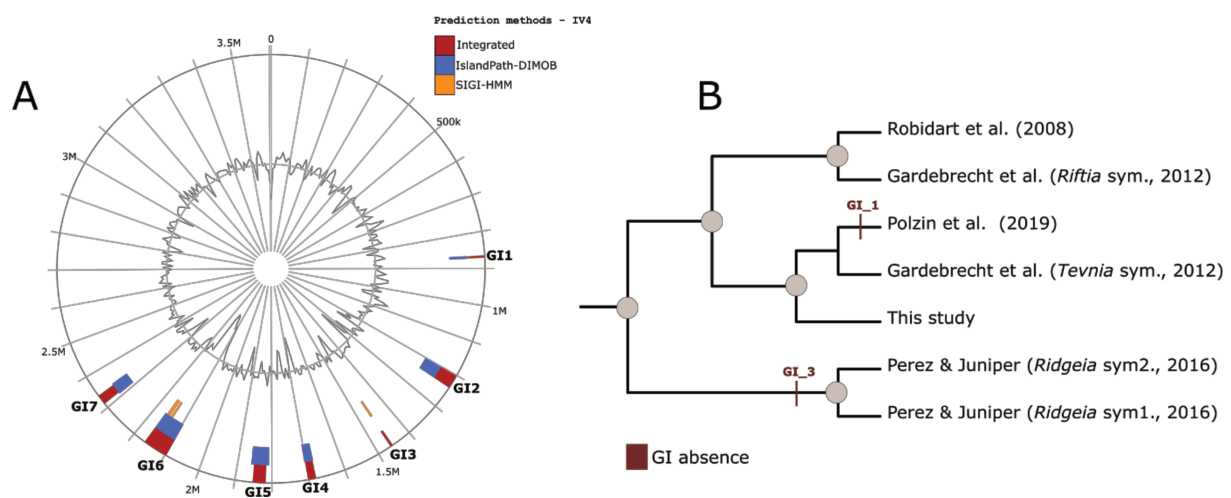 A
Prediction methods - IV4
Integrated
IslandPath-DIMOB
SIGI-HMM
0
500k
1M
1.5M
2M
2.5M
3M
3.5M
GI1
GI2
GI3
GI4
GI5
GI6
GI7
B
Robidart et al. (2008)
Gardebrecht et al. (Riftia sym., 2012)
GI_1
Polzin et al. (2019)
Gardebrecht et al. (Tevnia sym., 2012)
This study
GI_3
Perez & Juniper (Ridgeia sym2., 2016)
Perez & Juniper (Ridgeia sym1., 2016)
GI absence